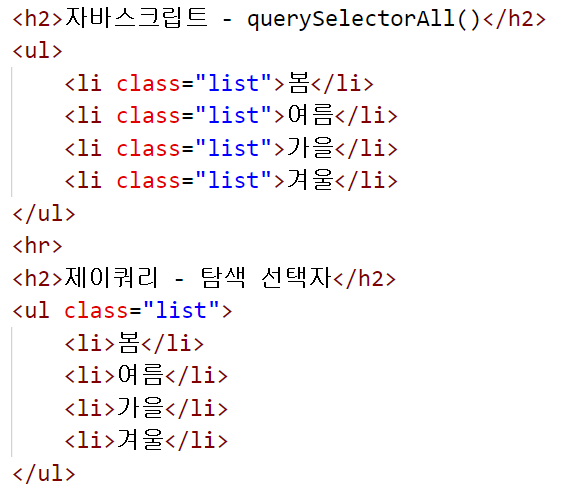 <h2>자바스크립트 - querySelectorAll()</h2>
<ul>
    <li class="list">봄</li>
    <li class="list">여름</li>
    <li class="list">가을</li>
    <li class="list">겨울</li>
</ul>
<hr>
<h2>제이쿼리 - 탐색 선택자</h2>
<ul class="list">
    <li>봄</li>
    <li>여름</li>
    <li>가을</li>
    <li>겨울</li>
</ul>